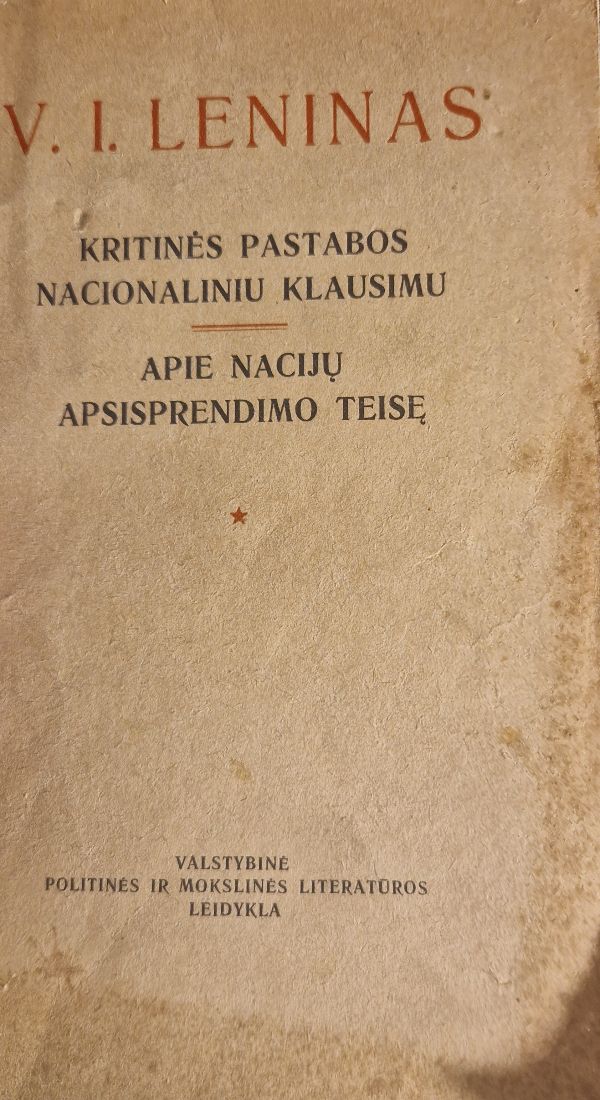 V. I. LENINAS
KRITINĖS PASTABOS
NACIONALINIU KLAUSIMU
APIE NACIJŲ
APSISPRENDIMO TEISĘ
VALSTYBINĖ
POLITINĖS IR MOKSLINĖS LITERATŪROS
LEIDYKLA